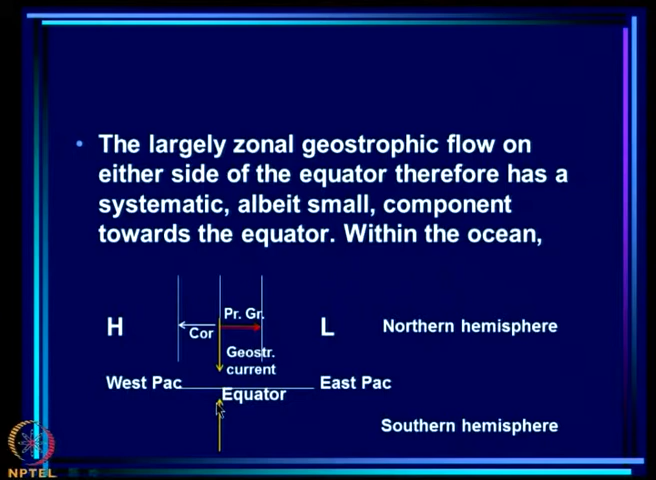 • The largely zonal geostrophic flow on
either side of the equator therefore has a
systematic, albeit small, component
towards the equator. Within the ocean,
Pr. Gr.
H
Cor
L
Northern hemisphere
Geostr.
current
West Pac
East Pac
Equator
Southern hemisphere
NPTEL